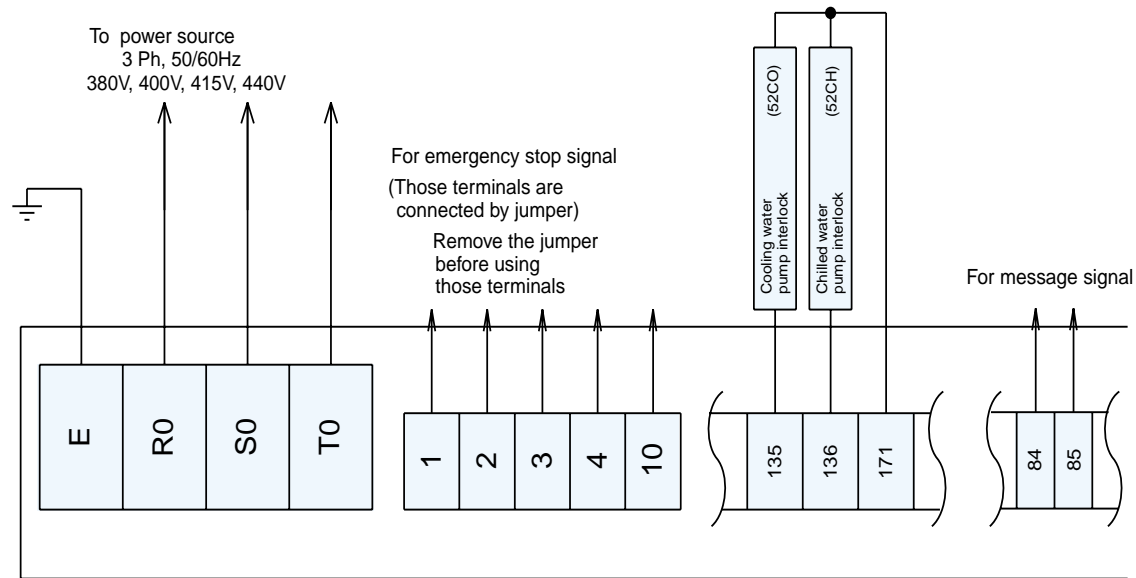 To power source
3 Ph, 50/60Hz
380V, 400V, 415V, 440V
For emergency stop signal
(Those terminals are
connected by jumper)
Remove the jumper
before using
those terminals
Cooling water
pump interlock
(52CO)
Chilled water
pump interlock
(52CH)
For message signal
E
R0
S0
T0
1
2
3
4
10
135
136
171
84
85